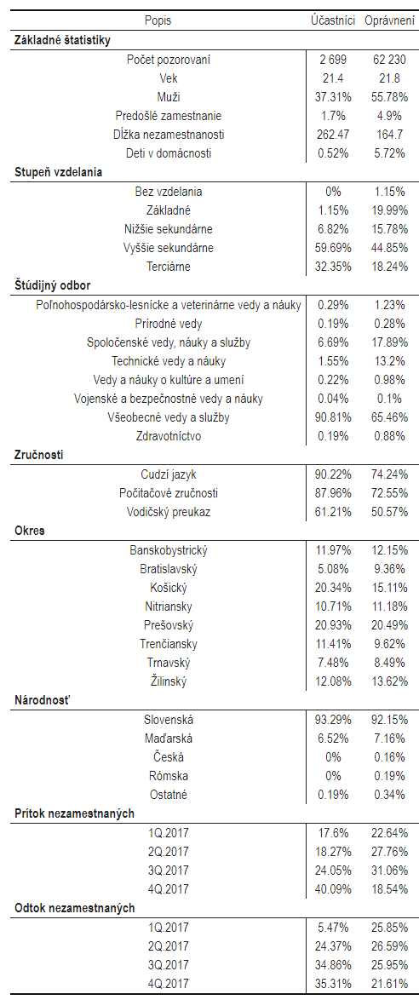 Popis Účastníci Oprávnení
Základné štatistiky
Počet pozorovaní 2 699 62 230
Vek 21.4 21.8
Muži 37.31% 55.78%
Predošlé zamestnanie 1.7% 4.9%
Dĺžka nezamestnanosti 262.47 164.7
Deti v domácnosti 0.52% 5.72%
Stupeň vzdelania
Bez vzdelania 0% 1.15%
Základné 1.15% 19.99%
Nižšie sekundárne 6.82% 15.78%
Vyššie sekundárne 59.69% 44.85%
Terciárne 32.35% 18.24%
Štúdijný odbor
Poľnohospodársko-lesnícke a veterinárne vedy a náuky 0.29% 1.23%
Prírodné vedy 0.19% 0.28%
Spoločenské vedy, náuky a služby 6.69% 17.89%
Technické vedy a náuky 1.55% 13.2%
Vedy a náuky o kultúre a umení 0.22% 0.98%
Vojenské a bezpečnostné vedy a náuky 0.04% 0.1%
Všeobecné vedy a služby 90.81% 65.46%
Zdravotníctvo 0.19% 0.88%
Zručnosti
Cudzí jazyk 90.22% 74.24%
Počítačové zručnosti 87.96% 72.55%
Vodičský preukaz 61.21% 50.57%
Okres
Banskobystrický 11.97% 12.15%
Bratislavský 5.08% 9.36%
Košický 20.34% 15.11%
Nitriansky 10.71% 11.18%
Prešovský 20.93% 20.49%
Trenčiansky 11.41% 9.62%
Trnavský 7.48% 8.49%
Žilinský 12.08% 13.62%
Národnosť
Slovenská 93.29% 92.15%
Maďarská 6.52% 7.16%
Česká 0% 0.16%
Rómska 0% 0.19%
Ostatné 0.19% 0.34%
Prítok nezamestnaných
1Q.2017 17.6% 22.64%
2Q.2017 18.27% 27.76%
3Q.2017 24.05% 31.06%
4Q.2017 40.09% 18.54%
Odtok nezamestnaných
1Q.2017 5.47% 25.85%
2Q.2017 24.37% 26.59%
3Q.2017 34.86% 25.95%
4Q.2017 35.31% 21.61%